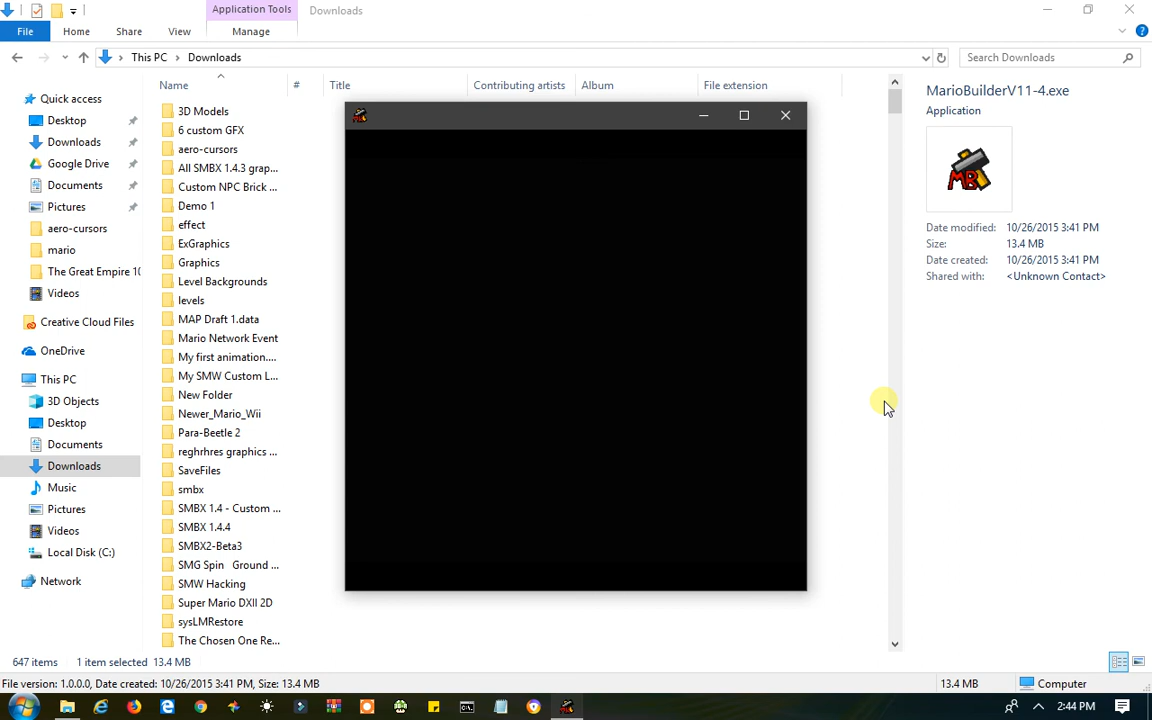 Application Tools Downloads
File Home Share View Manage
This PC Downloads Search Downloads
Name # Title Contributing artists Album File extension
Quick access
Desktop
Downloads
Google Drive
Documents
Pictures
aero-cursors
mario
The Great Empire 10
Videos
Creative Cloud Files
OneDrive
This PC
3D Objects
Desktop
Documents
Downloads
Music
Pictures
Videos
Local Disk (C:)
Network
3D Models
6 custom GFX
aero-cursors
All SMBX 1.4.3 grap...
Custom NPC Brick ...
Demo 1
effect
ExGraphics
Graphics
Level Backgrounds
levels
MAP Draft 1.data
Mario Network Event
My first animation....
My SMW Custom L...
New Folder
Newer_Mario_Wii
Para-Beetle 2
reghrhres graphics ...
SaveFiles
smbx
SMBX 1.4 - Custom ...
SMBX 1.4.4
SMBX2-Beta3
SMG Spin Ground ...
SMW Hacking
Super Mario DXII 2D
sysLMRestore
The Chosen One Re...
MarioBuilderV11-4.exe
Application
MB
Date modified: 10/26/2015 3:41 PM
Size: 13.4 MB
Date created: 10/26/2015 3:41 PM
Shared with: <Unknown Contact>
647 items 1 item selected 13.4 MB
File version: 1.0.0.0, Date created: 10/26/2015 3:41 PM, Size: 13.4 MB 13.4 MB Computer
2:44 PM